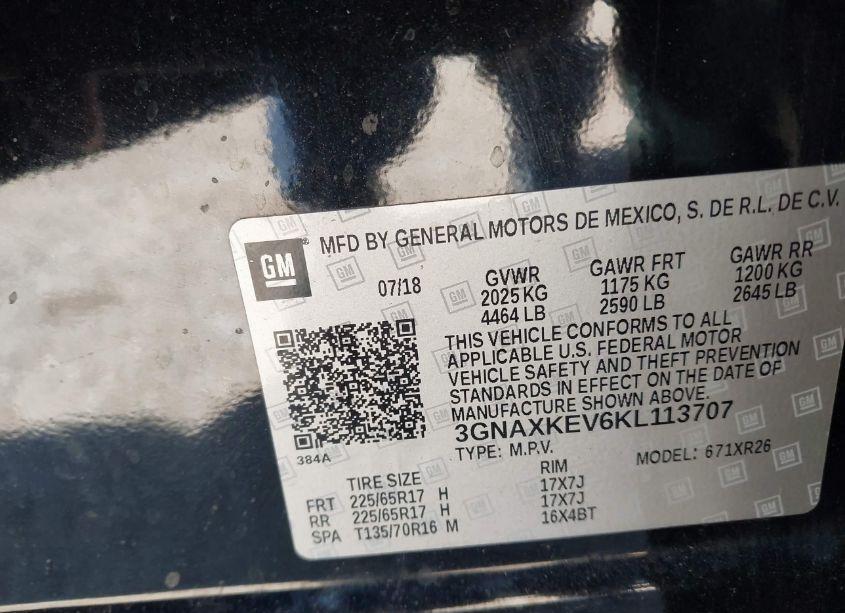 GM ® MFD BY GENERAL MOTORS DE MEXICO, S. DE R.L. DE C.V.
07/18 GVWR GAWR FRT GAWR RR
2025 KG 1175 KG 1200 KG
4464 LB 2590 LB 2645 LB
THIS VEHICLE CONFORMS TO ALL
APPLICABLE U.S. FEDERAL MOTOR
VEHICLE SAFETY AND THEFT PREVENTION
STANDARDS IN EFFECT ON THE DATE OF
MANUFACTURE SHOWN ABOVE.
3GNAXKEV6KL113707
384A
TYPE: M.P.V. MODEL: 671XR26
TIRE SIZE RIM
FRT 225/65R17 H 17X7J
RR 225/65R17 H 17X7J
SPA T135/70R16 M 16X4BT